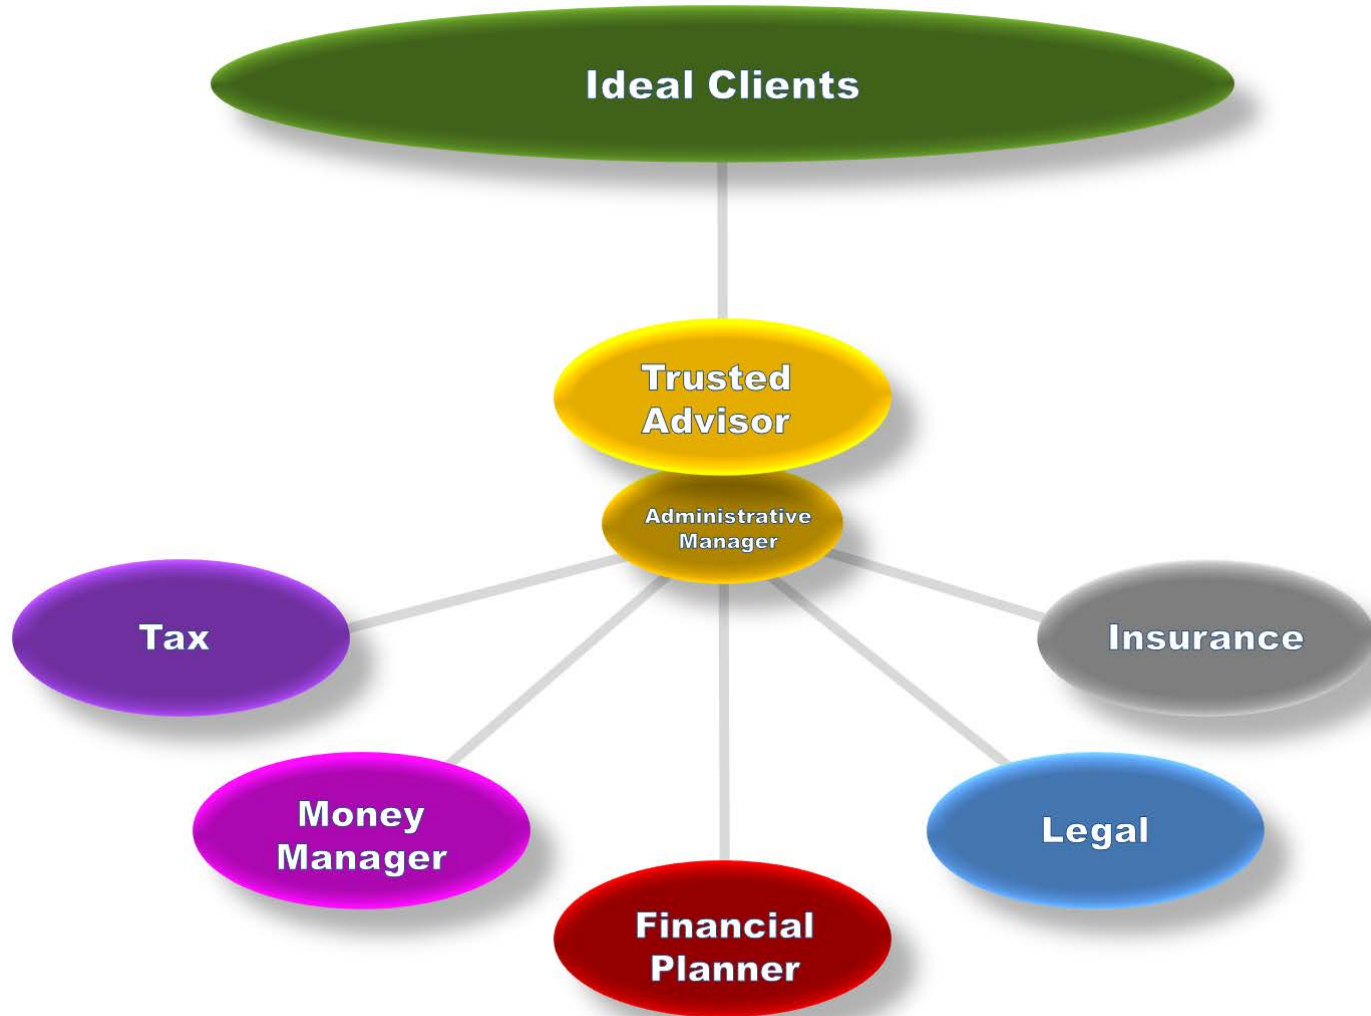 Ideal Clients
Trusted
Advisor
Administrative
Manager
Tax
Insurance
Money
Manager
Legal
Financial
Planner